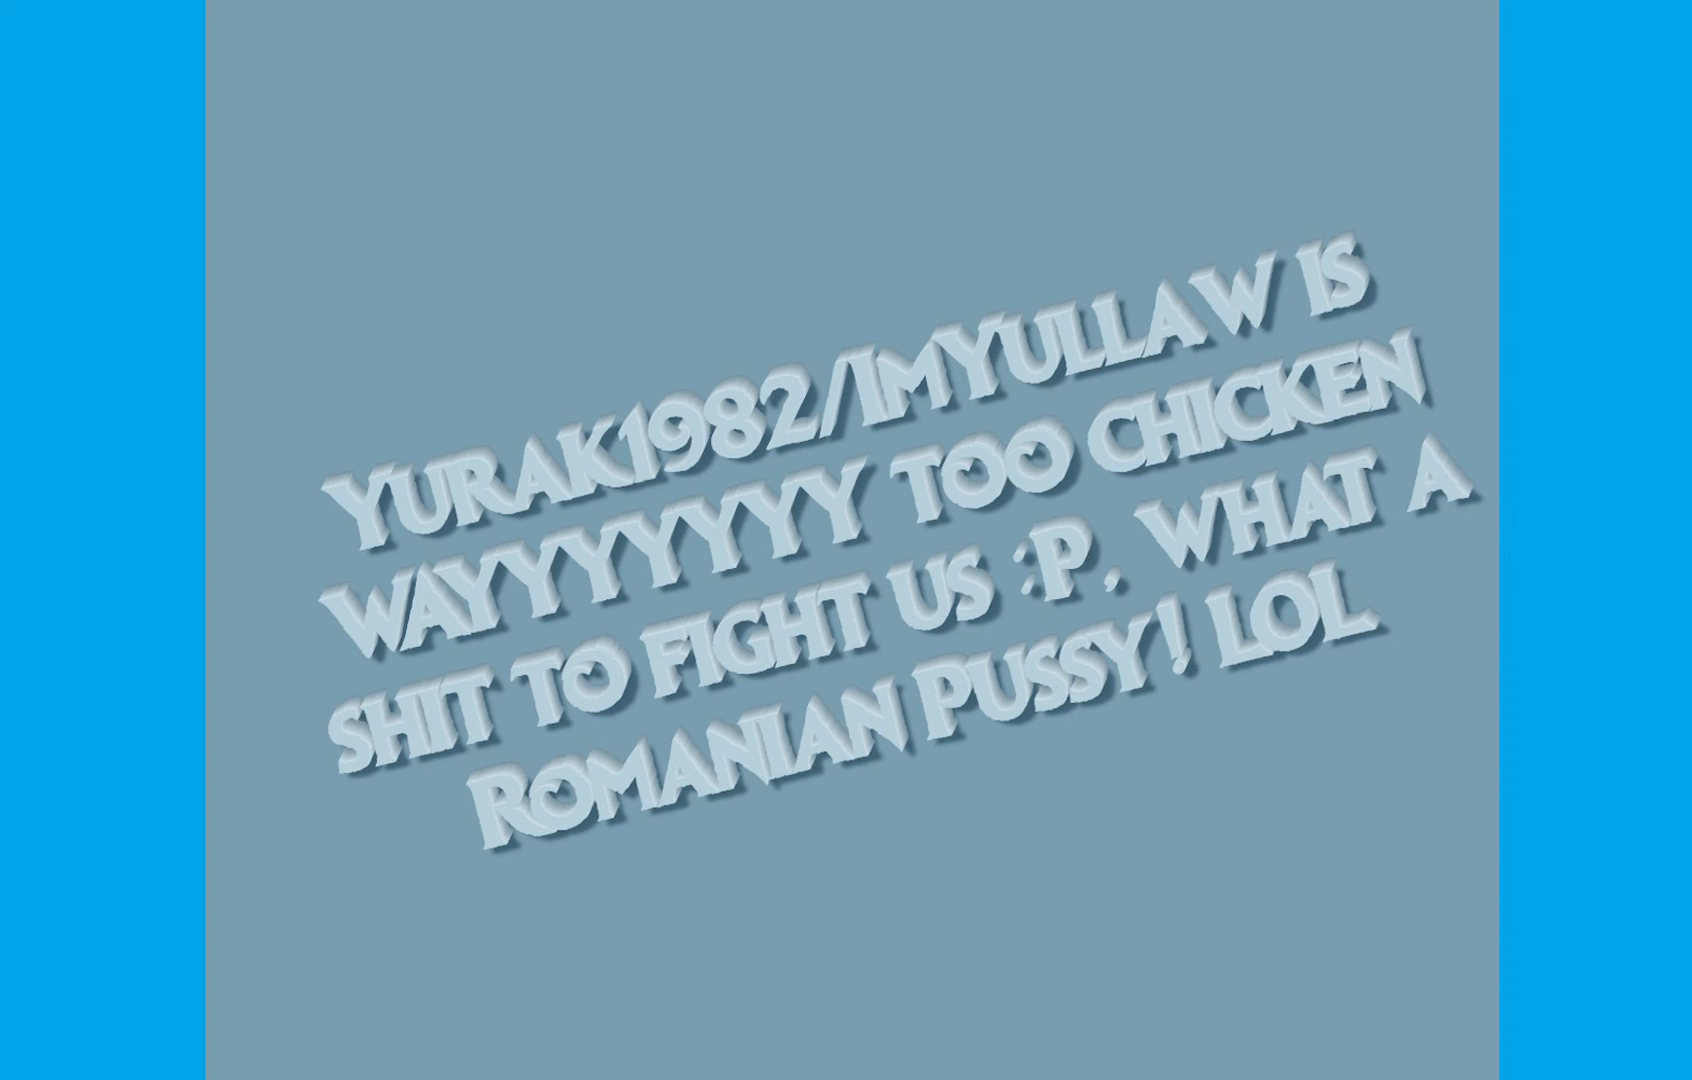 Yurak1982/Imyullaw is
wayyyyyyy too chicken
shit to fight us :P, what a
Romanian Pussy! LOL